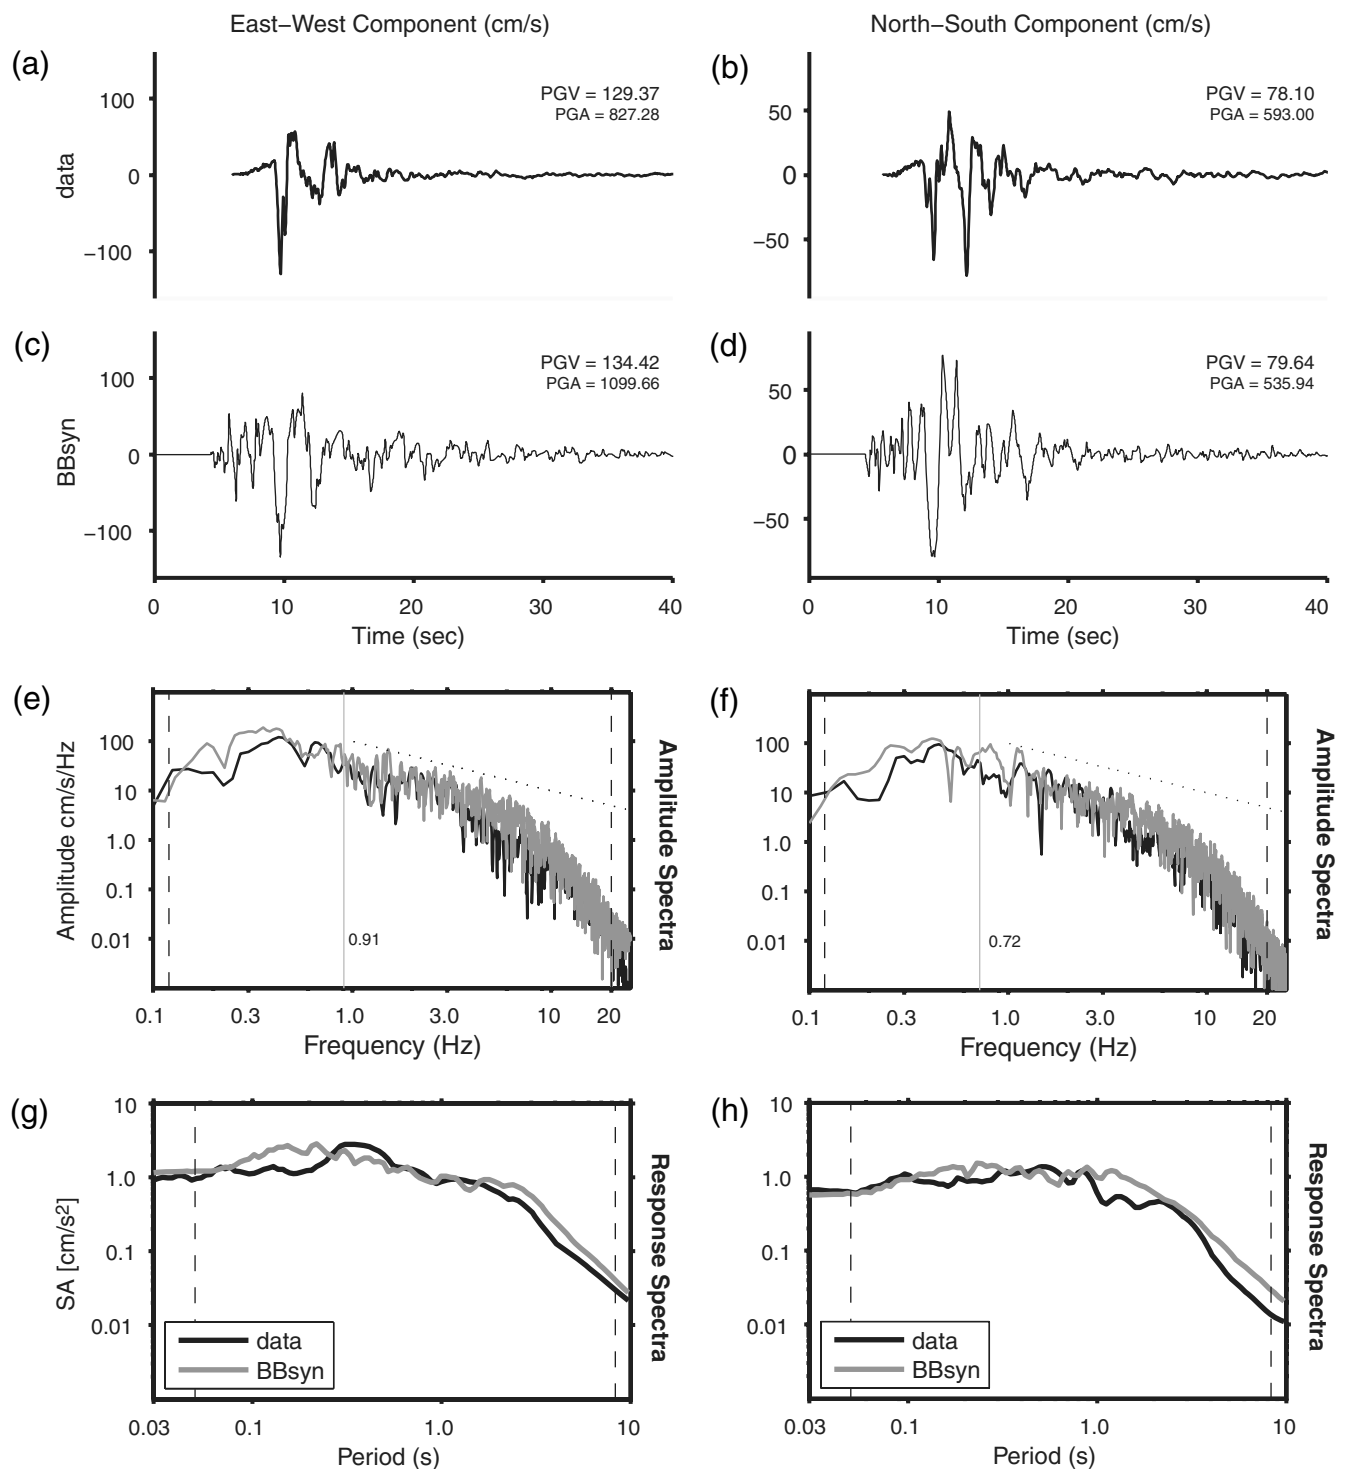 East−West Component (cm/s)
North−South Component (cm/s)
(a)
PGV = 129.37
PGA = 827.28
100
0
−100
data
(b)
PGV = 78.10
PGA = 593.00
50
0
−50
(c)
PGV = 134.42
PGA = 1099.66
100
0
−100
BBsyn
0 10 20 30 40
Time (sec)
(d)
PGV = 79.64
PGA = 535.94
50
0
−50
0 10 20 30 40
Time (sec)
(e)
100
10
1.0
0.1
0.01
Amplitude cm/s/Hz
0.91
Amplitude Spectra
0.1 0.3 1.0 3.0 10 20
Frequency (Hz)
(f)
100
10
1.0
0.1
0.01
0.72
Amplitude Spectra
0.1 0.3 1.0 3.0 10 20
Frequency (Hz)
(g)
10
1.0
0.1
0.01
SA [cm/s²]
data
BBsyn
Response Spectra
0.03 0.1 1.0 10
Period (s)
(h)
10
1.0
0.1
0.01
data
BBsyn
Response Spectra
0.03 0.1 1.0 10
Period (s)